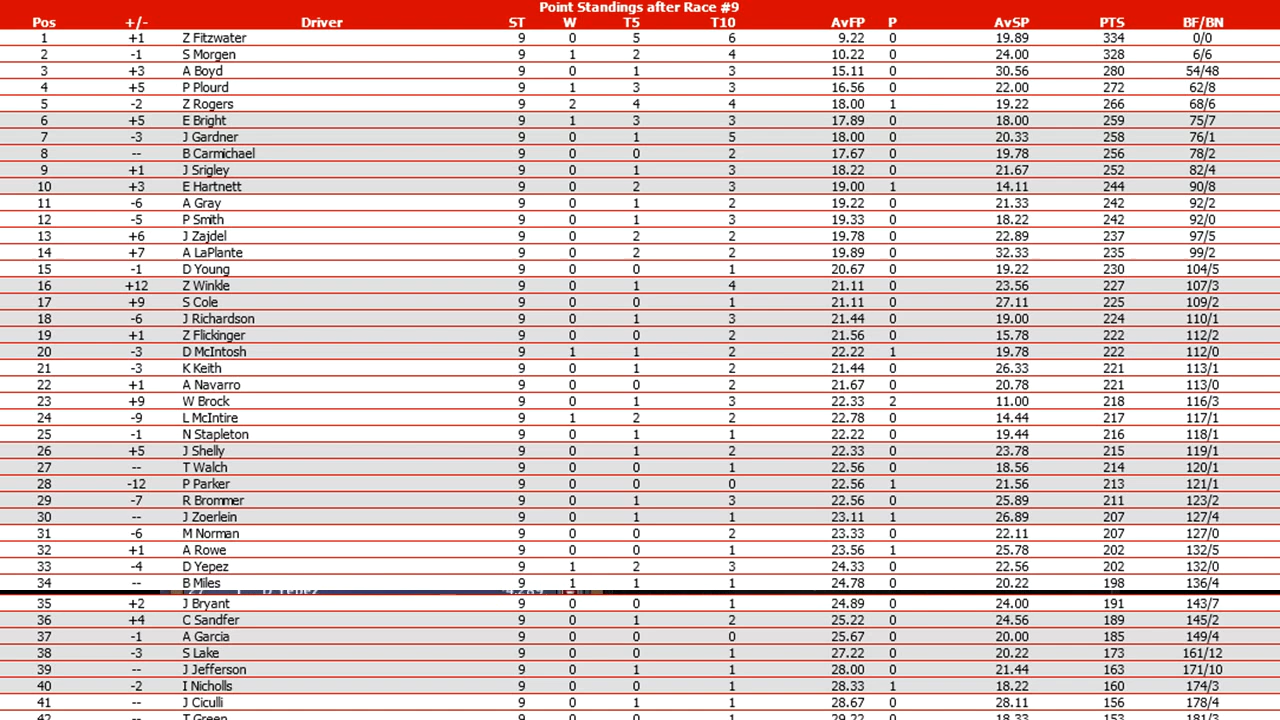 Point Standings after Race #9
Pos +/- Driver ST W T5 T10 AvFP P AvSP PTS BF/BN
1 +1 Z Fitzwater 9 0 5 6 9.22 0 19.89 334 0/0
2 -1 S Morgen 9 1 2 4 10.22 0 24.00 328 6/6
3 +3 A Boyd 9 0 1 3 15.11 0 30.56 280 54/48
4 +5 P Plourd 9 1 3 3 16.56 0 22.00 272 62/8
5 -2 Z Rogers 9 2 4 4 18.00 1 19.22 266 68/6
6 +5 E Bright 9 1 3 3 17.89 0 18.00 259 75/7
7 -3 J Gardner 9 0 1 5 18.00 0 20.33 258 76/1
8 -- B Carmichael 9 0 0 2 17.67 0 19.78 256 78/2
9 +1 J Srigley 9 0 1 3 18.22 0 21.67 252 82/4
10 +3 E Hartnett 9 0 2 3 19.00 1 14.11 244 90/8
11 -6 A Gray 9 0 1 2 19.22 0 21.33 242 92/2
12 -5 P Smith 9 0 1 3 19.33 0 18.22 242 92/0
13 +6 J Zajdel 9 0 2 2 19.78 0 22.89 237 97/5
14 +7 A LaPlante 9 0 2 2 19.89 0 32.33 235 99/2
15 -1 D Young 9 0 0 1 20.67 0 19.22 230 104/5
16 +12 Z Winkle 9 0 1 4 21.11 0 23.56 227 107/3
17 +9 S Cole 9 0 0 1 21.11 0 27.11 225 109/2
18 -6 J Richardson 9 0 1 3 21.44 0 19.00 224 110/1
19 +1 Z Flickinger 9 0 0 2 21.56 0 15.78 222 112/2
20 -3 D McIntosh 9 1 1 2 22.22 1 19.78 222 112/0
21 -3 K Keith 9 0 1 2 21.44 0 26.33 221 113/1
22 +1 A Navarro 9 0 0 2 21.67 0 20.78 221 113/0
23 +9 W Brock 9 0 1 3 22.33 2 11.00 218 116/3
24 -9 L McIntire 9 1 2 2 22.78 0 14.44 217 117/1
25 -1 N Stapleton 9 0 1 1 22.22 0 19.44 216 118/1
26 +5 J Shelly 9 0 1 2 22.33 0 23.78 215 119/1
27 -- T Walch 9 0 0 1 22.56 0 18.56 214 120/1
28 -12 P Parker 9 0 0 0 22.56 1 21.56 213 121/1
29 -7 R Brommer 9 0 1 3 22.56 0 25.89 211 123/2
30 -- J Zoerlein 9 0 1 1 23.11 1 26.89 207 127/4
31 -6 M Norman 9 0 0 2 23.33 0 22.11 207 127/0
32 +1 A Rowe 9 0 0 1 23.56 1 25.78 202 132/5
33 -4 D Yepez 9 1 2 3 24.33 0 22.56 202 132/0
34 -- B Miles 9 1 1 1 24.78 0 20.22 198 136/4
35 +2 J Bryant 9 0 0 1 24.89 0 24.00 191 143/7
36 +4 C Sandfer 9 0 1 2 25.22 0 24.56 189 145/2
37 -1 A Garcia 9 0 0 0 25.67 0 20.00 185 149/4
38 -3 S Lake 9 0 0 1 27.22 0 20.22 173 161/12
39 -- J Jefferson 9 0 1 1 28.00 0 21.44 163 171/10
40 -2 I Nicholls 9 0 0 1 28.33 1 18.22 160 174/3
41 -- J Ciculli 9 0 1 1 28.67 0 28.11 156 178/4
42 -- T Green 9 0 0 1 29.22 0 18.33 153 181/3